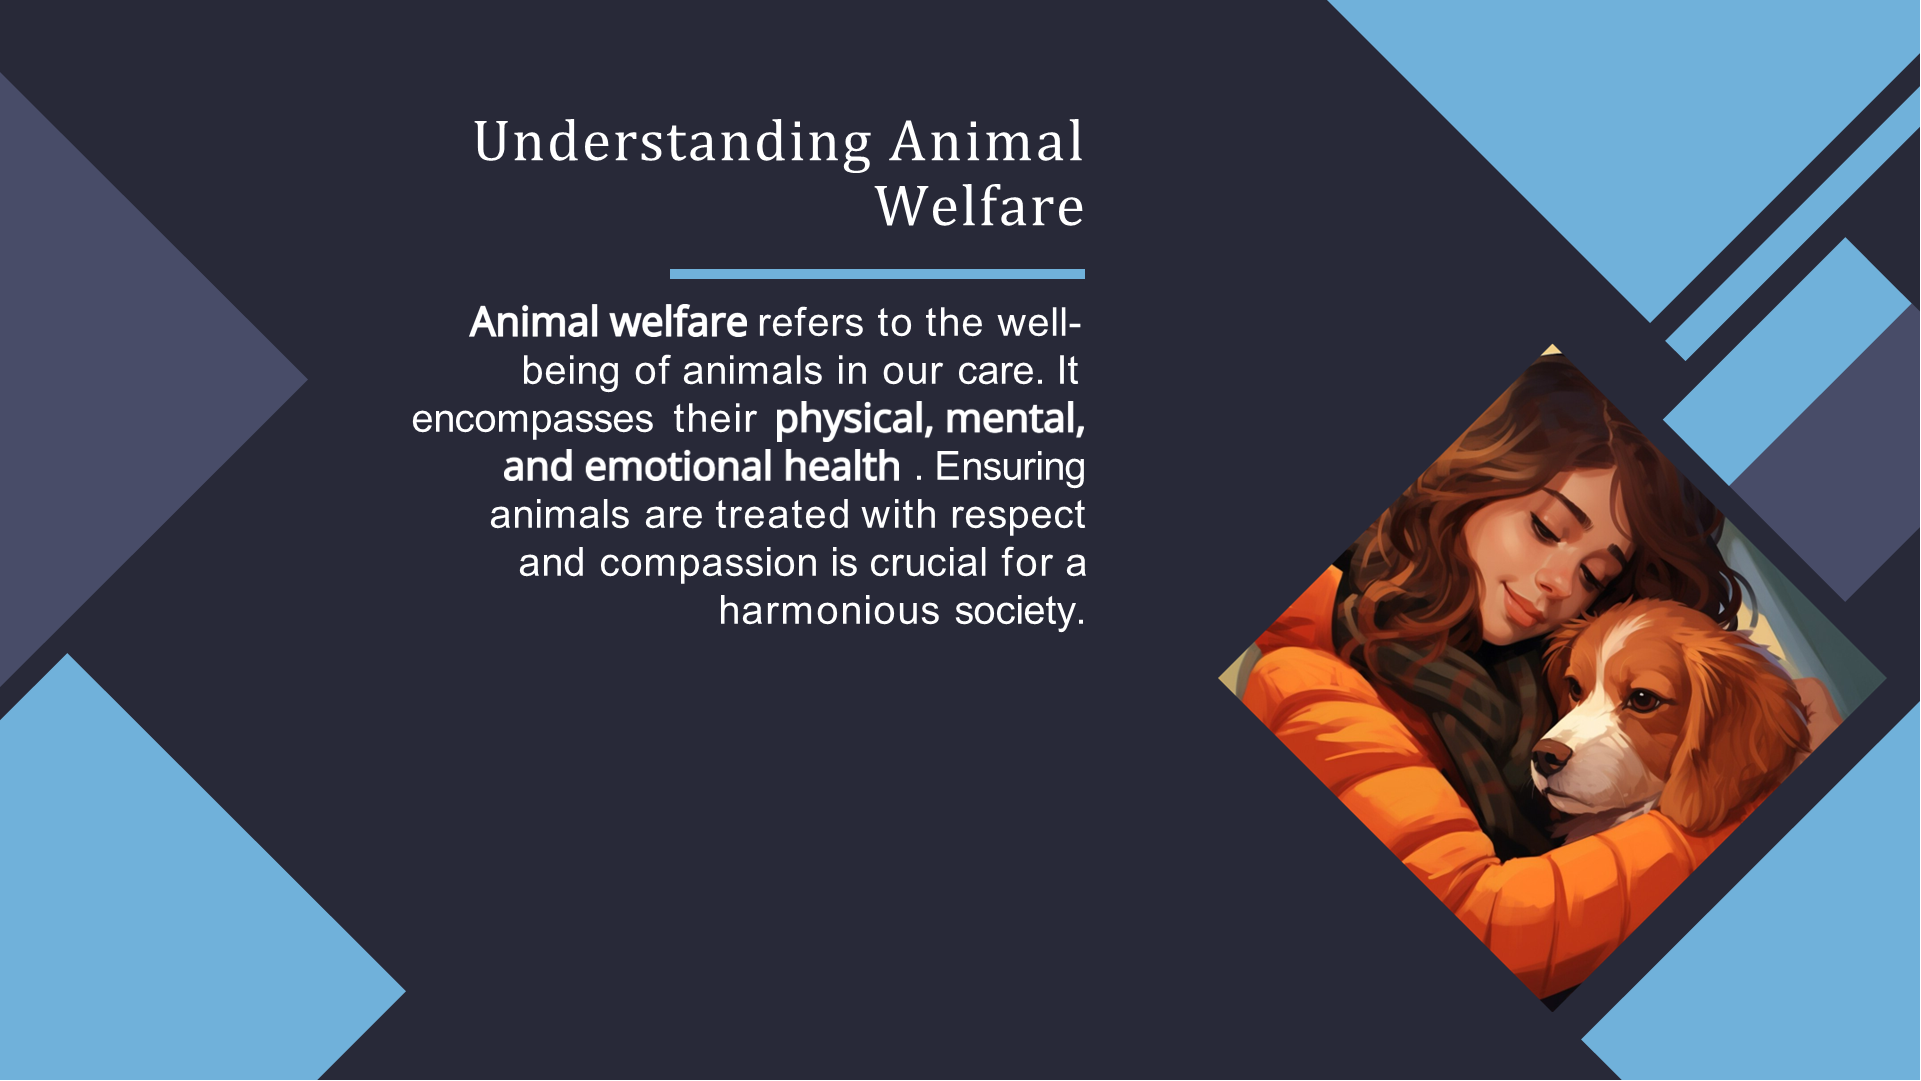 Understanding Animal
Welfare
Animal welfare refers to the well-
being of animals in our care. It
encompasses their physical, mental,
and emotional health . Ensuring
animals are treated with respect
and compassion is crucial for a
harmonious society.